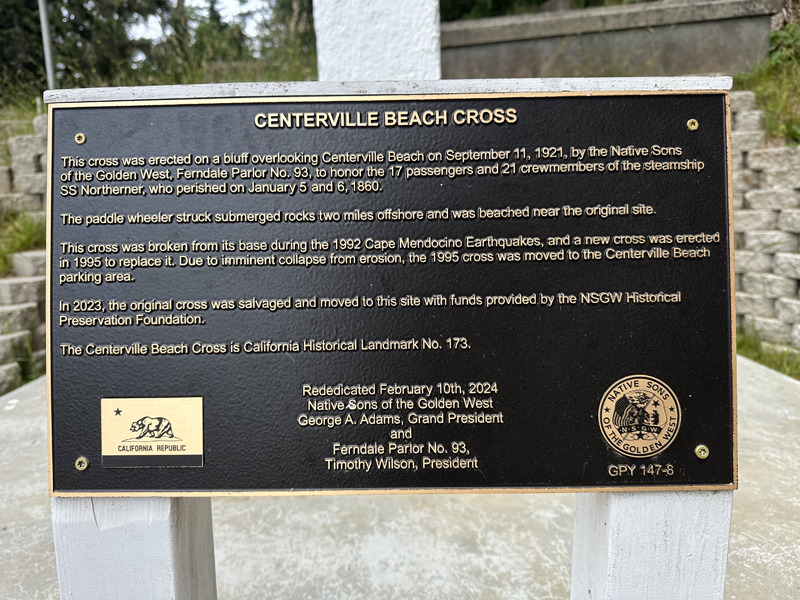 CENTERVILLE BEACH CROSS
This cross was erected on a bluff overlooking Centerville Beach on September 11, 1921, by the Native Sons
of the Golden West, Ferndale Parlor No. 93, to honor the 17 passengers and 21 crewmembers of the steamship
SS Northerner, who perished on January 5 and 6, 1860.
The paddle wheeler struck submerged rocks two miles offshore and was beached near the original site.
This cross was broken from its base during the 1992 Cape Mendocino Earthquakes, and a new cross was erected
in 1995 to replace it. Due to imminent collapse from erosion, the 1995 cross was moved to the Centerville Beach
parking area.
In 2023, the original cross was salvaged and moved to this site with funds provided by the NSGW Historical
Preservation Foundation.
The Centerville Beach Cross is California Historical Landmark No. 173.
Rededicated February 10th, 2024
Native Sons of the Golden West
George A. Adams, Grand President
and
Ferndale Parlor No. 93,
Timothy Wilson, President
CALIFORNIA REPUBLIC
NATIVE SONS
OF THE GOLDEN WEST
N.S.G.W
GPY 147-8